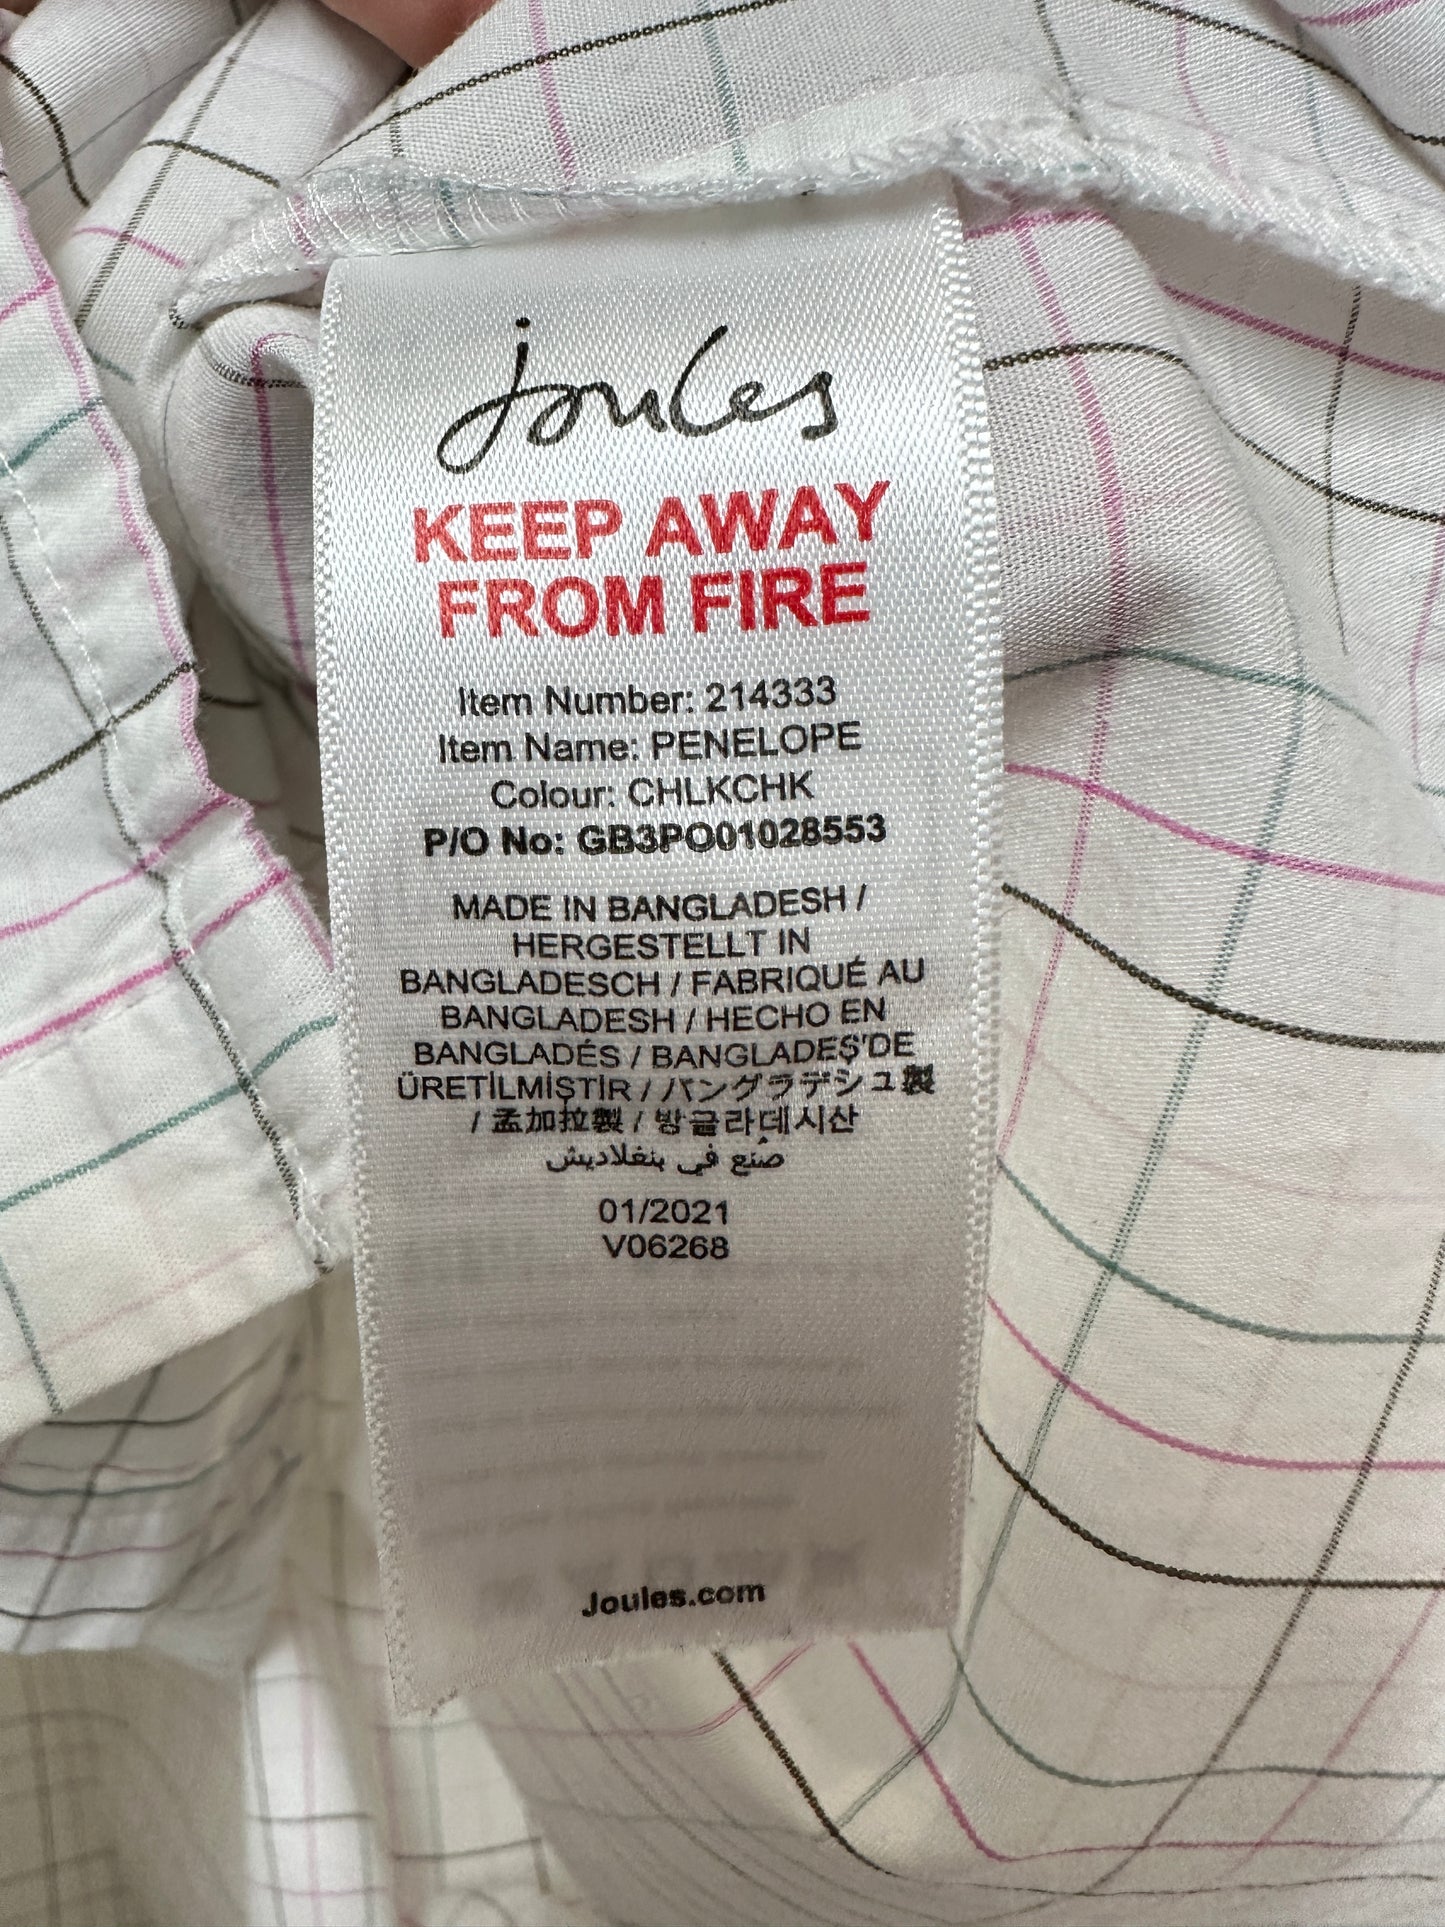 Joules
KEEP AWAY
FROM FIRE
Item Number: 214333
Item Name: PENELOPE
Colour: CHLKCHK
P/O No: GB3PO01028553
MADE IN BANGLADESH /
HERGESTELLT IN
BANGLADESCH / FABRIQUÉ AU
BANGLADESH / HECHO EN
BANGLADÉS / BANGLADEŞ'DE
ÜRETİLMİŞTİR / バングラデシュ製
/ 孟加拉製 / 방글라데시산
صُنع في بنغلاديش
01/2021
V06268
Joules.com